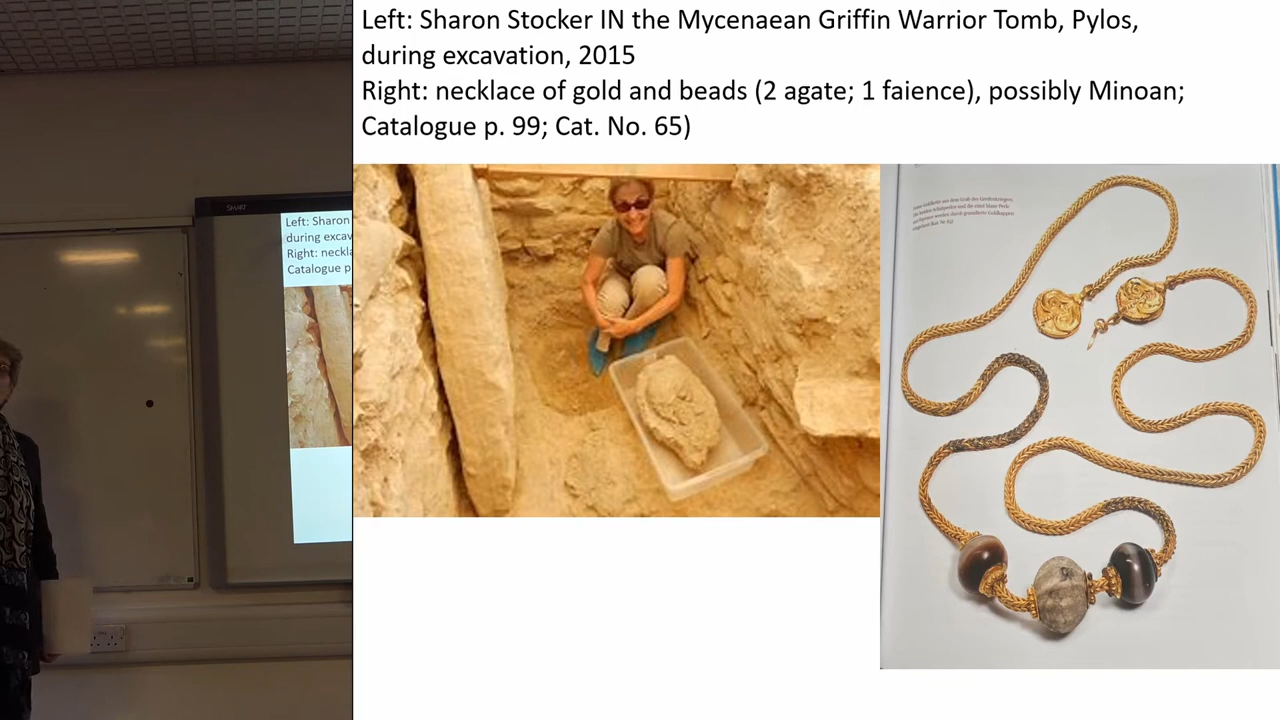 Left: Sharon Stocker IN the Mycenaean Griffin Warrior Tomb, Pylos,
during excavation, 2015
Right: necklace of gold and beads (2 agate; 1 faience), possibly Minoan;
Catalogue p. 99; Cat. No. 65)
SMART
Left: Sharon
during excav
Right: neckla
Catalogue p